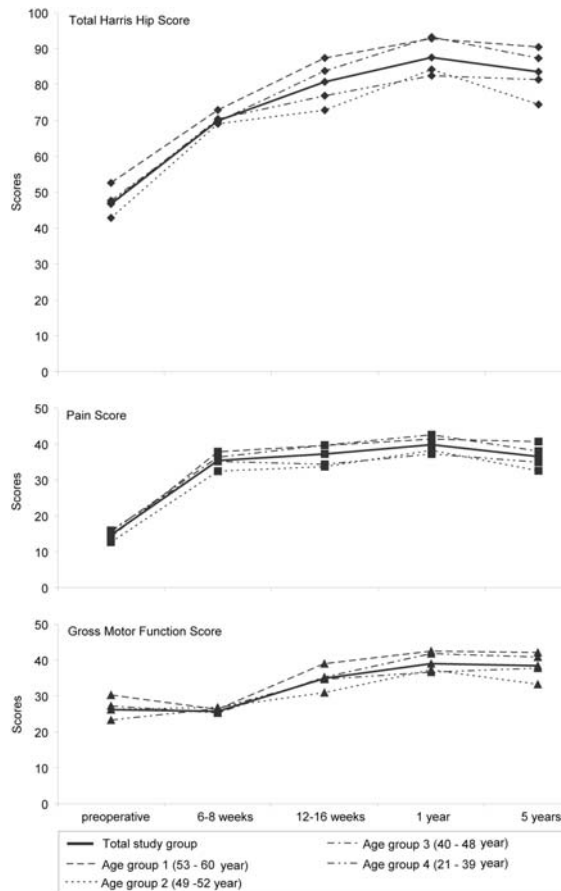 Total Harris Hip Score
100
90
80
70
60
50
40
30
20
10
0
Scores
Pain Score
50
40
30
20
10
0
Scores
Gross Motor Function Score
50
40
30
20
10
0
Scores
preoperative 6-8 weeks 12-16 weeks 1 year 5 years
Total study group
Age group 1 (53 - 60 year)
Age group 2 (49 -52 year)
Age group 3 (40 - 48 year)
Age group 4 (21 - 39 year)